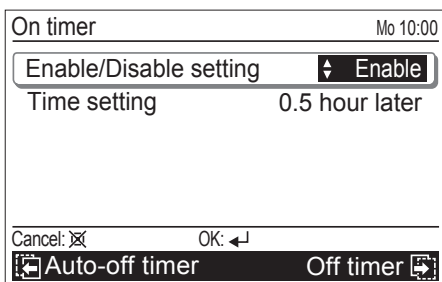 On timer Mo 10:00
Enable/Disable setting Enable
Time setting 0.5 hour later
Cancel: OK:
Auto-off timer Off timer